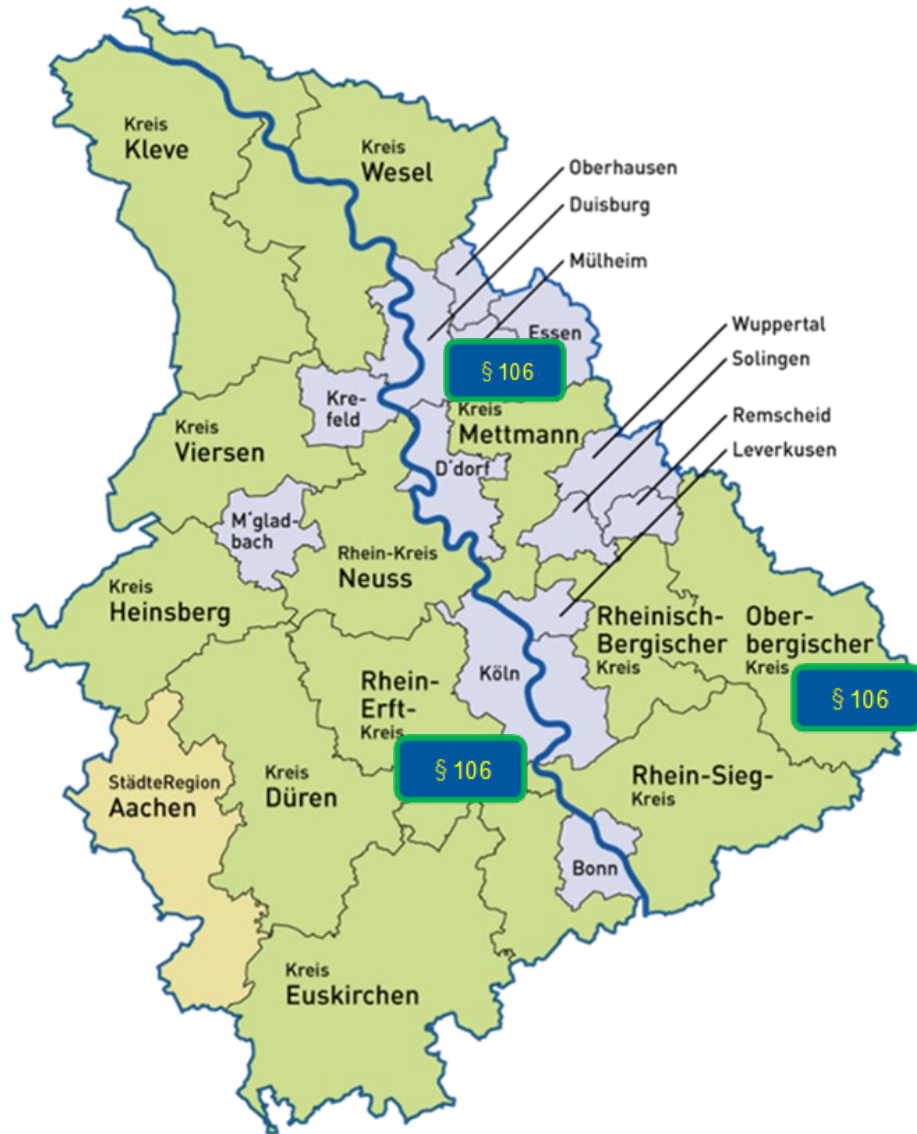 Kreis
Kleve
Kreis
Wesel
Oberhausen
Duisburg
Mülheim
Essen
Wuppertal
Solingen
Remscheid
Leverkusen
§ 106
Kre-
feld
Kreis
Mettmann
Kreis
Viersen
D'dorf
M'glad-
bach
Rhein-Kreis
Neuss
Kreis
Heinsberg
Rheinisch-
Bergischer
Kreis
Ober-
bergischer
Kreis
§ 106
Rhein-
Erft-
Kreis
Köln
§ 106
StädteRegion
Aachen
Kreis
Düren
Rhein-Sieg-
Kreis
Bonn
Kreis
Euskirchen